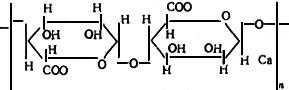 H H H COO O O
OH OH H OH OH
H COO O O H H H Ca
n